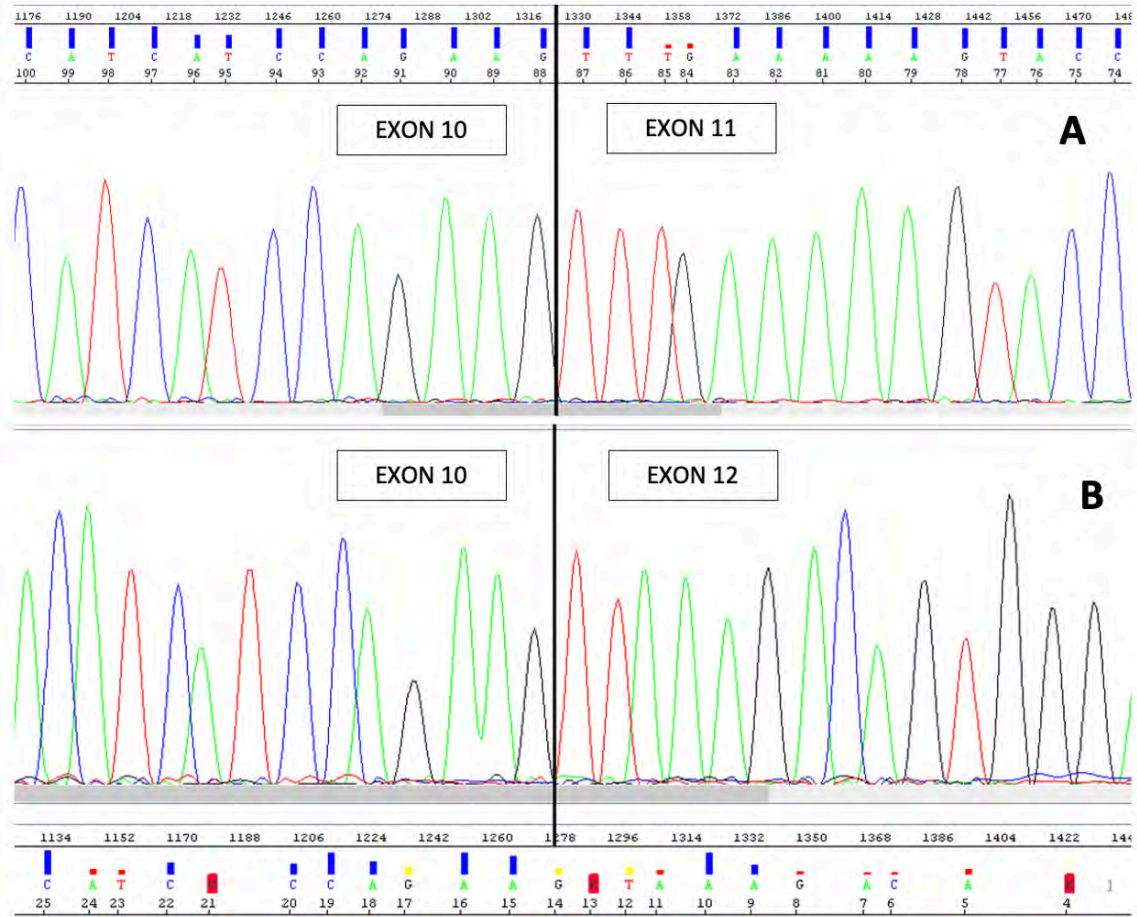 1176 1190 1204 1218 1232 1246 1260 1274 1288 1302 1316 1330 1344 1358 1372 1386 1400 1414 1428 1442 1456 1470 148
C A T C A T C C A G A A G T T T G A A A A A G T A C C
100 99 98 97 96 95 94 93 92 91 90 89 88 87 86 85 84 83 82 81 80 79 78 77 76 75 74
EXON 10 EXON 11 A
EXON 10 EXON 12 B
1134 1152 1170 1188 1206 1224 1242 1260 1278 1296 1314 1332 1350 1368 1386 1404 1422 144
C A T C C C A G A A G T A A A G A C A
25 24 23 22 21 20 19 18 17 16 15 14 13 12 11 10 9 8 7 6 5 4